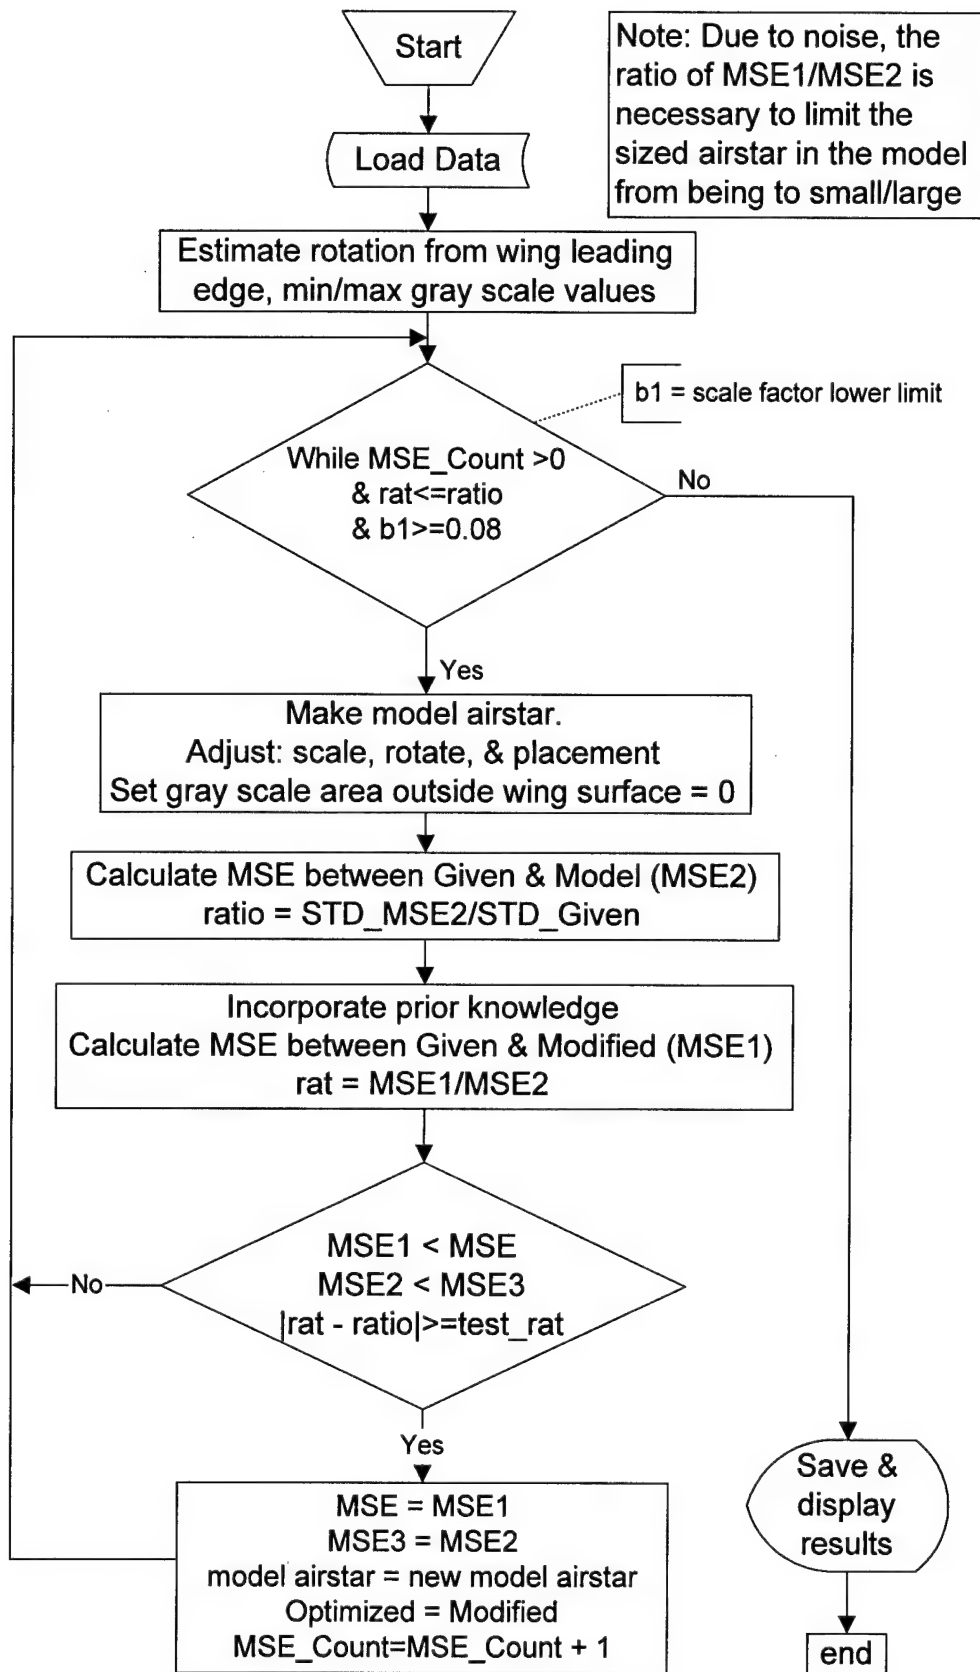 Start
Note: Due to noise, the
ratio of MSE1/MSE2 is
necessary to limit the
sized airstar in the model
from being to small/large
Load Data
Estimate rotation from wing leading
edge, min/max gray scale values
b1 = scale factor lower limit
While MSE_Count >0
& rat<=ratio
& b1>=0.08
No
Yes
Make model airstar.
Adjust: scale, rotate, & placement
Set gray scale area outside wing surface = 0
Calculate MSE between Given & Model (MSE2)
ratio = STD_MSE2/STD_Given
Incorporate prior knowledge
Calculate MSE between Given & Modified (MSE1)
rat = MSE1/MSE2
MSE1 < MSE
MSE2 < MSE3
|rat - ratio|>=test_rat
No
Yes
MSE = MSE1
MSE3 = MSE2
model airstar = new model airstar
Optimized = Modified
MSE_Count=MSE_Count + 1
Save &
display
results
end